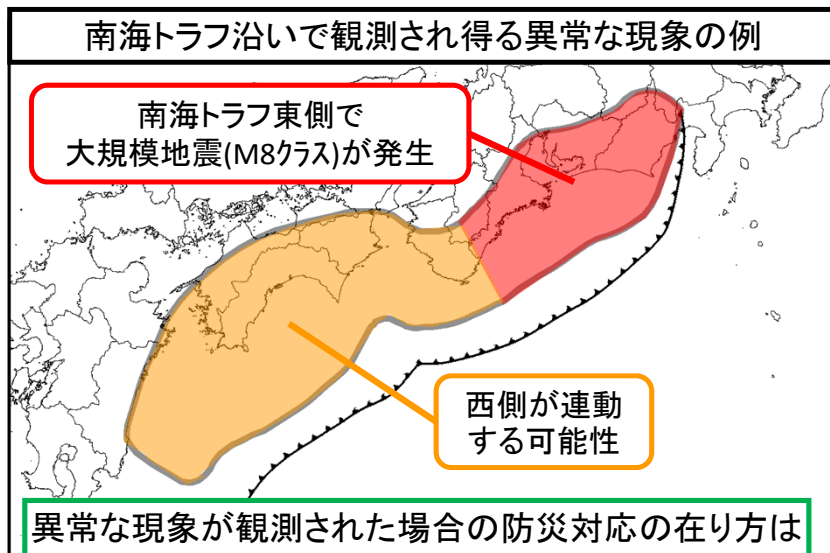 南海トラフ沿いで観測され得る異常な現象の例
南海トラフ東側で
大規模地震(M8ｸﾗｽ)が発生
西側が連動
する可能性
異常な現象が観測された場合の防災対応の在り方は